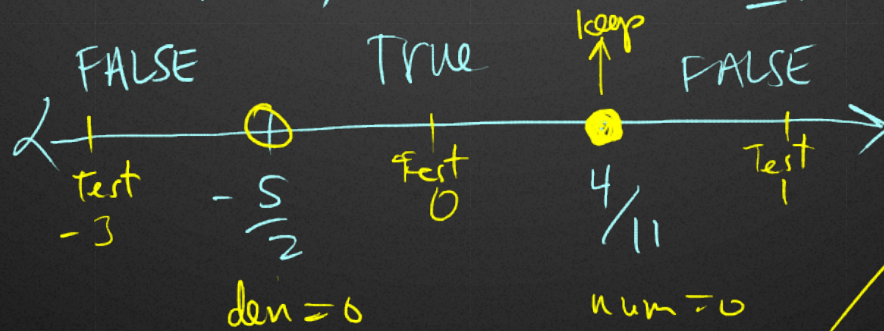 keep
FALSE True FALSE
Test Test Test
-3 - 5/2 0 4/11 1
den = 0 num = 0